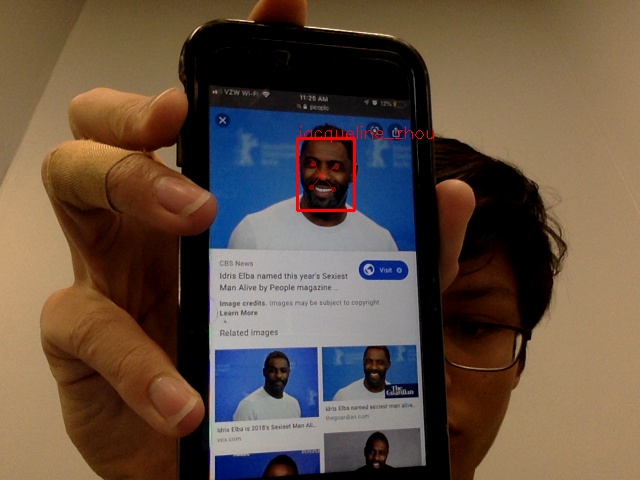 VZW Wi-Fi
11:25 AM
12%
people
jacqueline_zhou
CBS News
Visit
Idris Elba named this year's Sexiest
Man Alive by People magazine ...
Image credits. Images may be subject to copyright.
Learn More
Related images
The
Guardian
Idris Elba is 2018's Sexiest Man Ali...
vox.com
Idris Elba named sexiest man alive...
theguardian.com